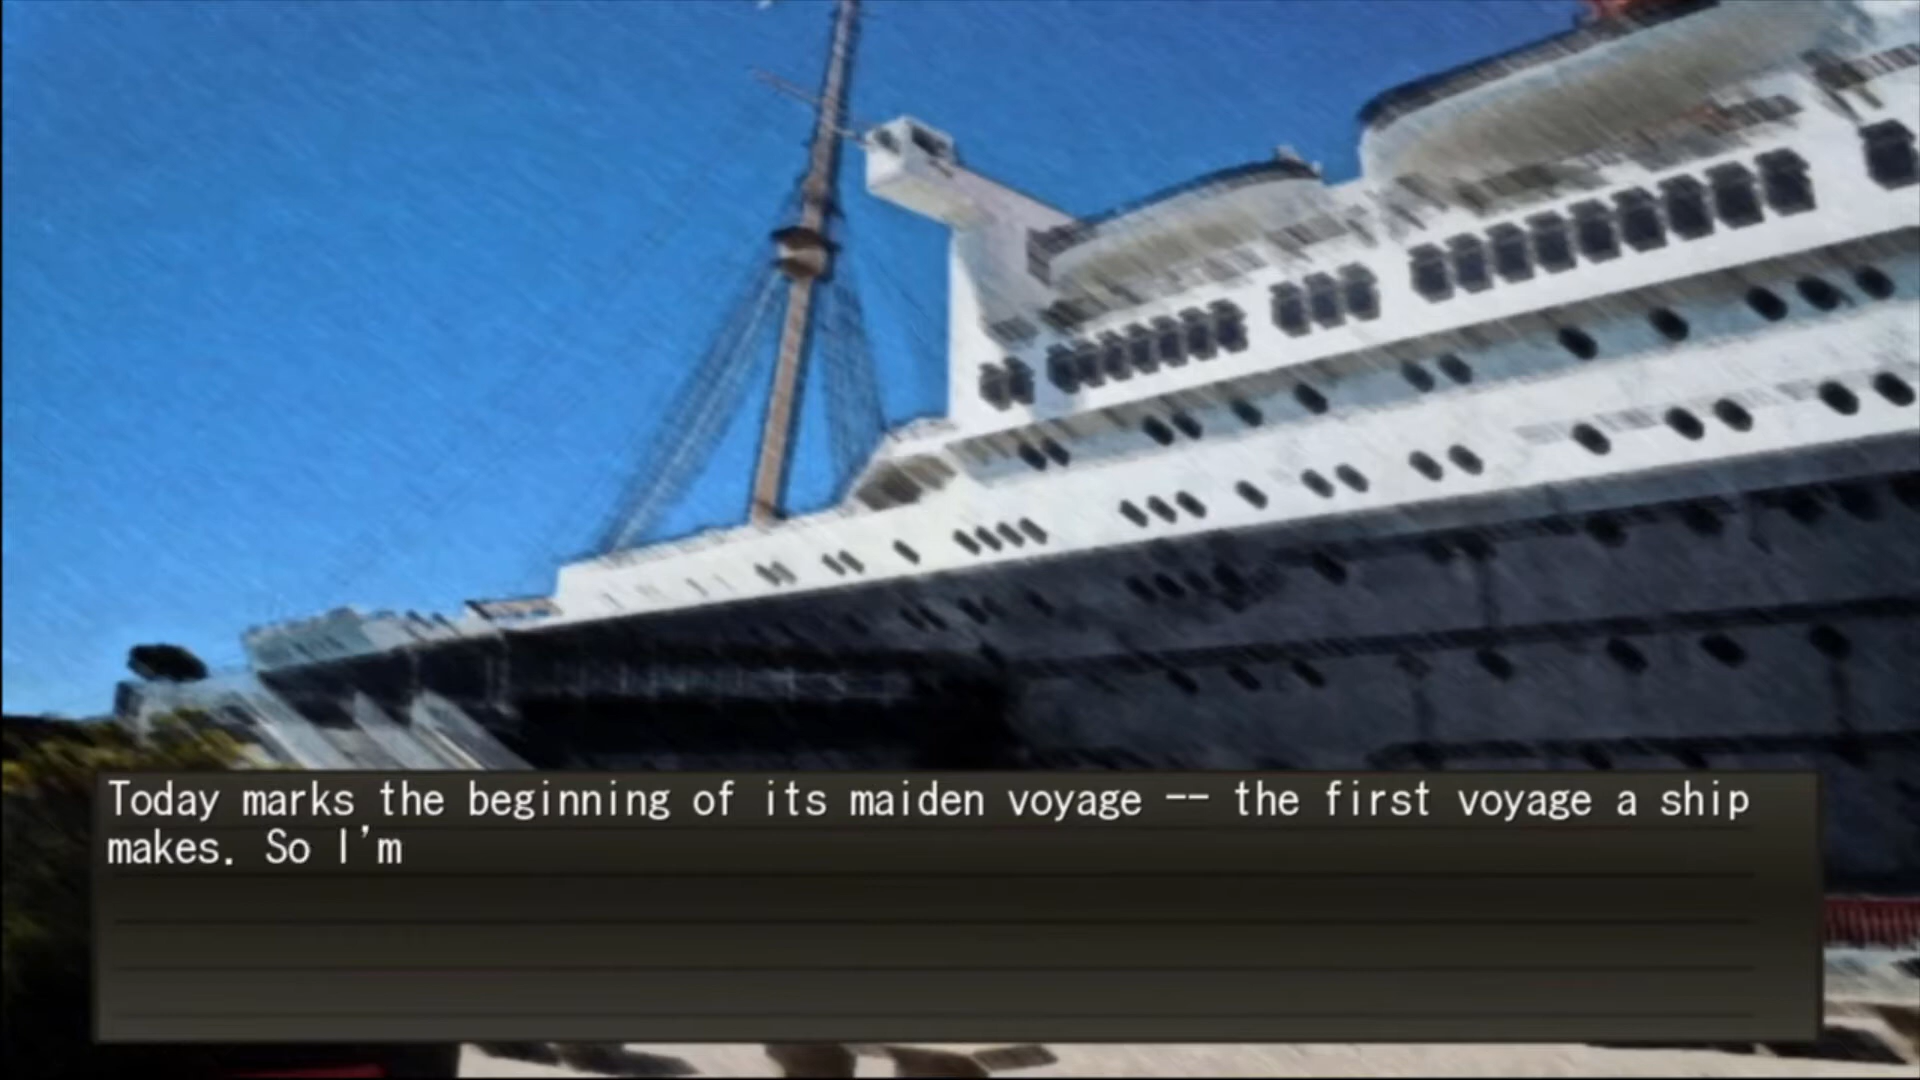 Today marks the beginning of its maiden voyage -- the first voyage a ship
makes. So I'm